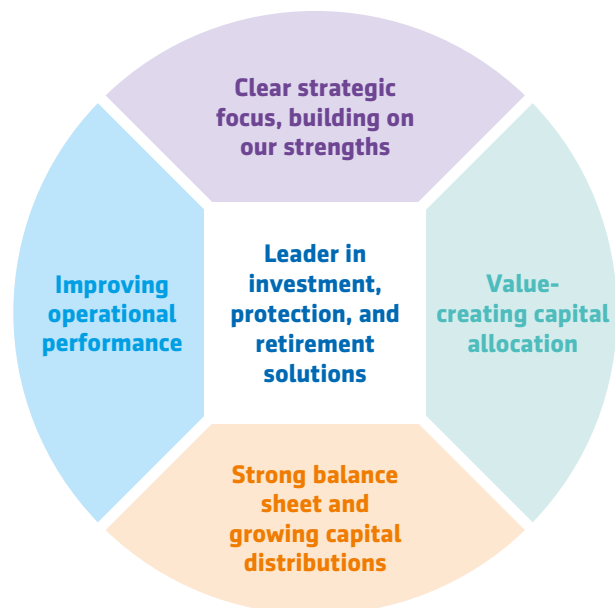 Clear strategic
focus, building on
our strengths
Improving
operational
performance
Leader in
investment,
protection, and
retirement
solutions
Value-
creating capital
allocation
Strong balance
sheet and
growing capital
distributions